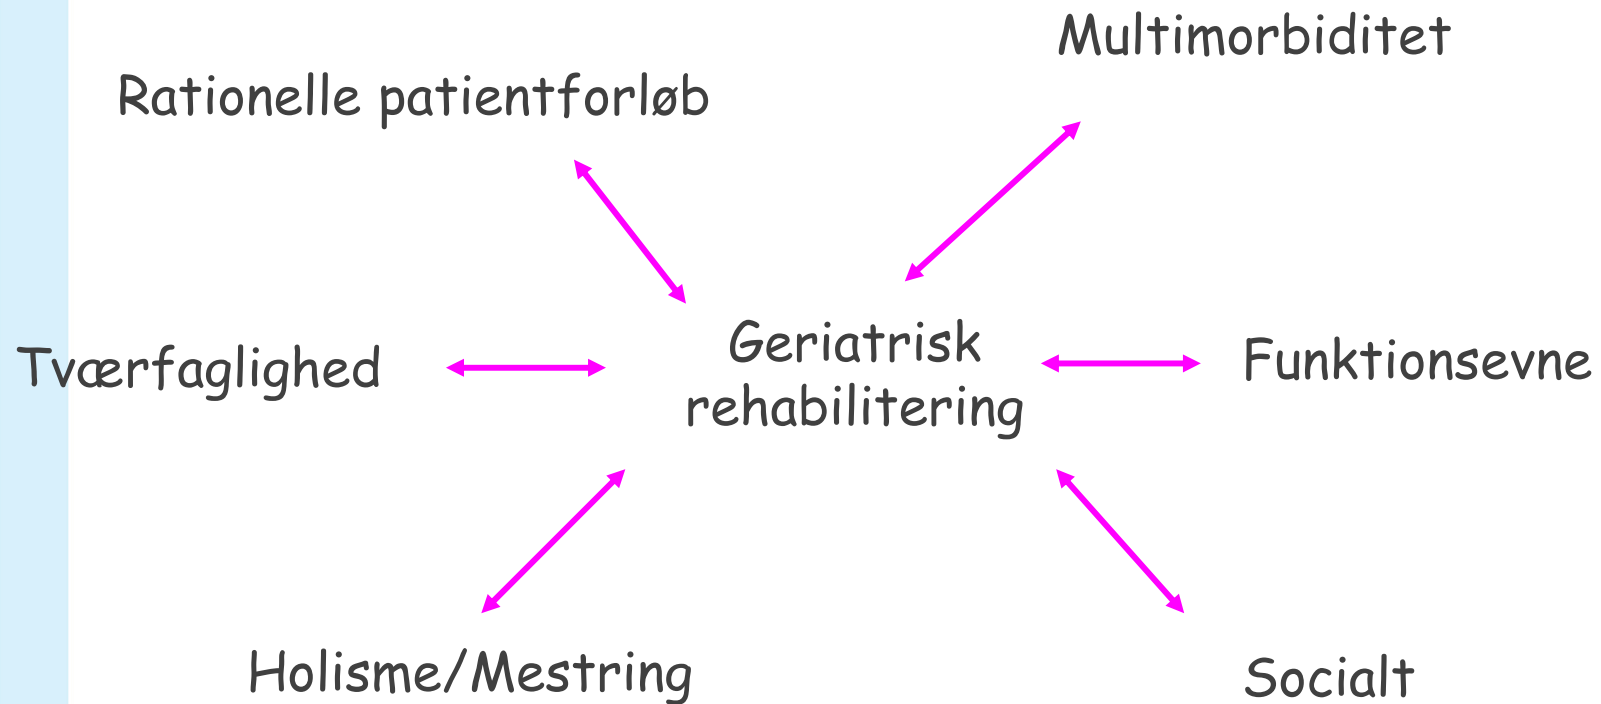 Multimorbiditet
Rationelle patientforløb
Tværfaglighed
Geriatrisk
rehabilitering
Funktionsevne
Holisme/Mestring
Socialt